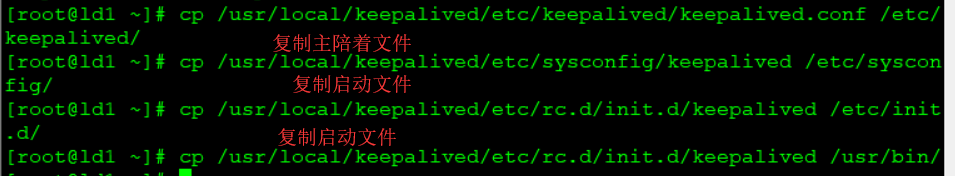 [root@ld1 ~]# cp /usr/local/keepalived/etc/keepalived/keepalived.conf /etc/
keepalived/
复制主陪着文件
[root@ld1 ~]# cp /usr/local/keepalived/etc/sysconfig/keepalived /etc/syscon
fig/
复制启动文件
[root@ld1 ~]# cp /usr/local/keepalived/etc/rc.d/init.d/keepalived /etc/init
.d/
复制启动文件
[root@ld1 ~]# cp /usr/local/keepalived/etc/rc.d/init.d/keepalived /usr/bin/